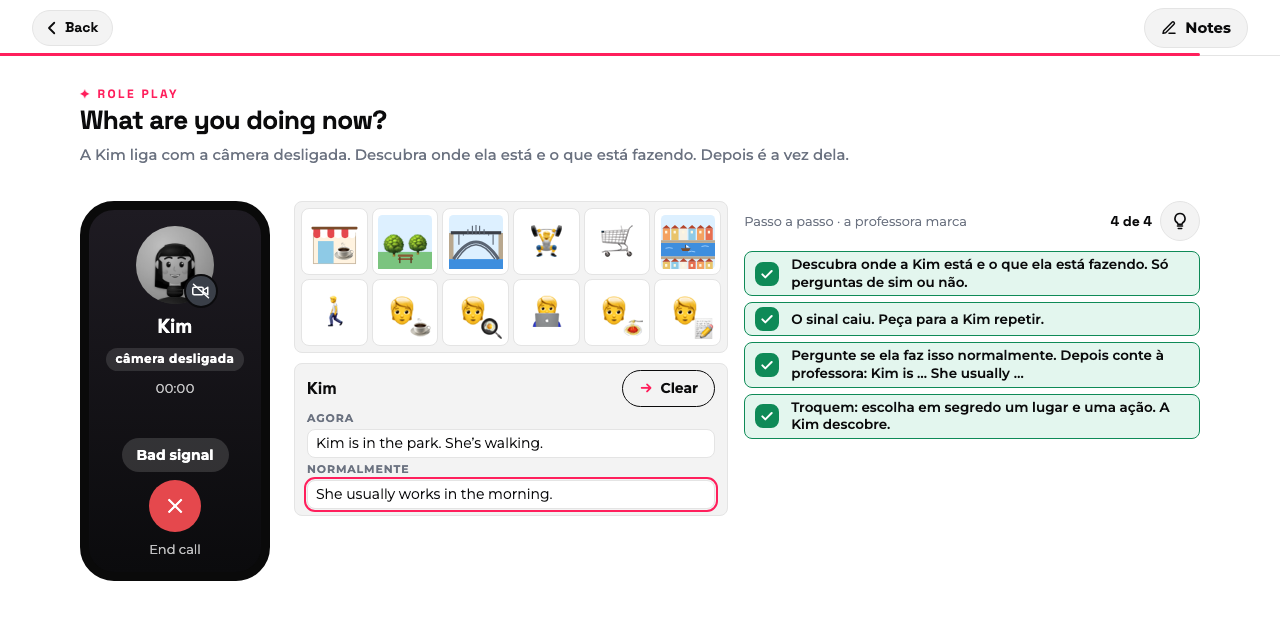 Back
Notes
ROLE PLAY
What are you doing now?
A Kim liga com a câmera desligada. Descubra onde ela está e o que está fazendo. Depois é a vez dela.
Kim
câmera desligada
00:00
Bad signal
End call
Kim
Clear
AGORA
Kim is in the park. She’s walking.
NORMALMENTE
She usually works in the morning.
Passo a passo · a professora marca
4 de 4
Descubra onde a Kim está e o que ela está fazendo. Só
perguntas de sim ou não.
O sinal caiu. Peça para a Kim repetir.
Pergunte se ela faz isso normalmente. Depois conte à
professora: Kim is ... She usually ...
Troquem: escolha em segredo um lugar e uma ação. A
Kim descobre.